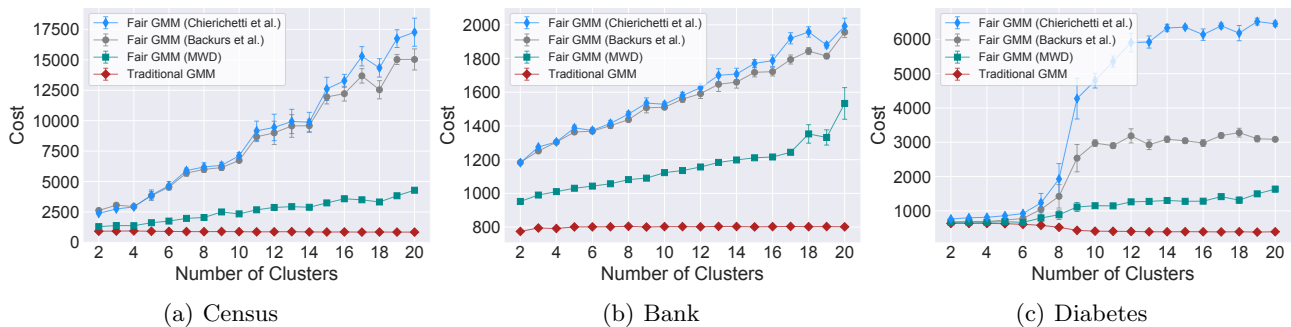 Fair GMM (Chierichetti et al.)
Fair GMM (Backurs et al.)
Fair GMM (MWD)
Traditional GMM
17500
15000
12500
10000
7500
5000
2500
0
Cost
2 4 6 8 10 12 14 16 18 20
Number of Clusters
(a) Census
Fair GMM (Chierichetti et al.)
Fair GMM (Backurs et al.)
Fair GMM (MWD)
Traditional GMM
2000
1800
1600
1400
1200
1000
800
Cost
2 4 6 8 10 12 14 16 18 20
Number of Clusters
(b) Bank
Fair GMM (Chierichetti et al.)
Fair GMM (Backurs et al.)
Fair GMM (MWD)
Traditional GMM
6000
5000
4000
3000
2000
1000
Cost
2 4 6 8 10 12 14 16 18 20
Number of Clusters
(c) Diabetes